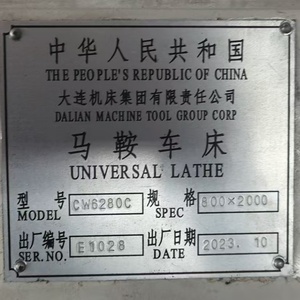 中华人民共和国
THE PEOPLE'S REPUBLIC OF CHINA
大连机床集团有限责任公司
DALIAN MACHINE TOOL GROUP CORP
马鞍车床
UNIVERSAL LATHE
型号 CW6280C 规格 800×2000
MODEL SPEC
出厂编号 E1028 出厂日期 2023.10
SER.NO. DATE